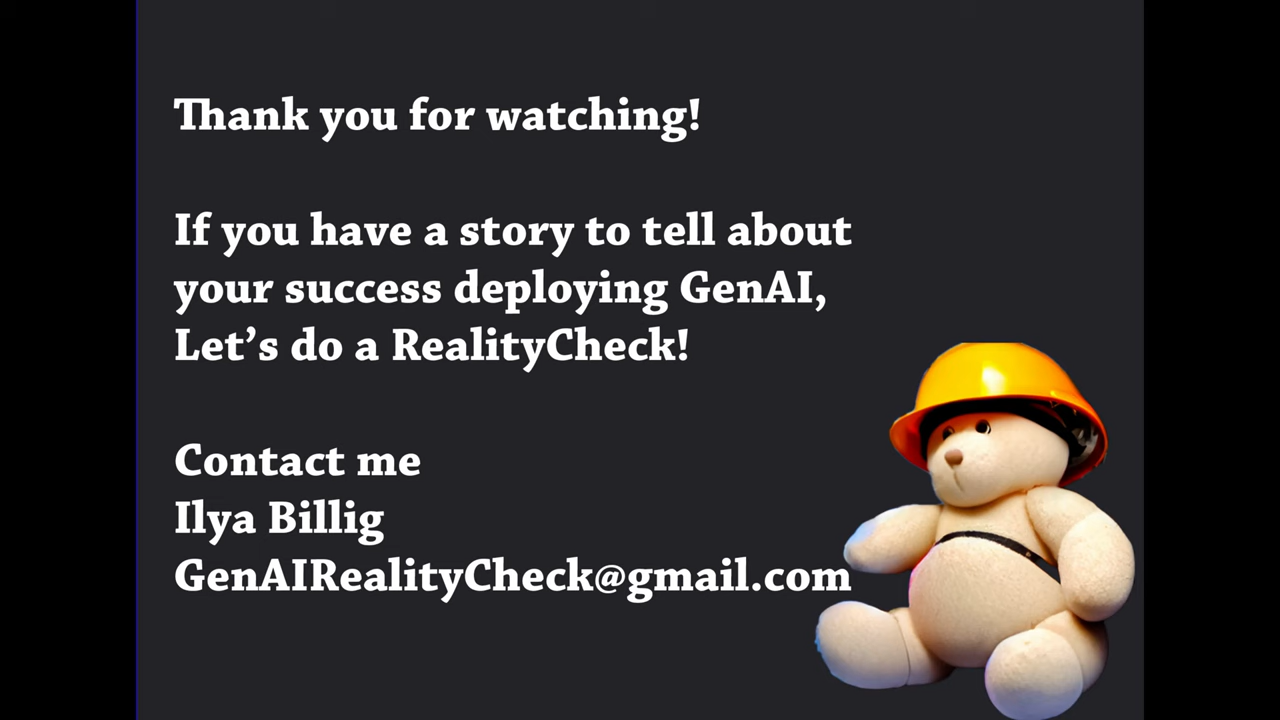 Thank you for watching!
If you have a story to tell about
your success deploying GenAI,
Let’s do a RealityCheck!
Contact me
Ilya Billig
GenAIRealityCheck@gmail.com